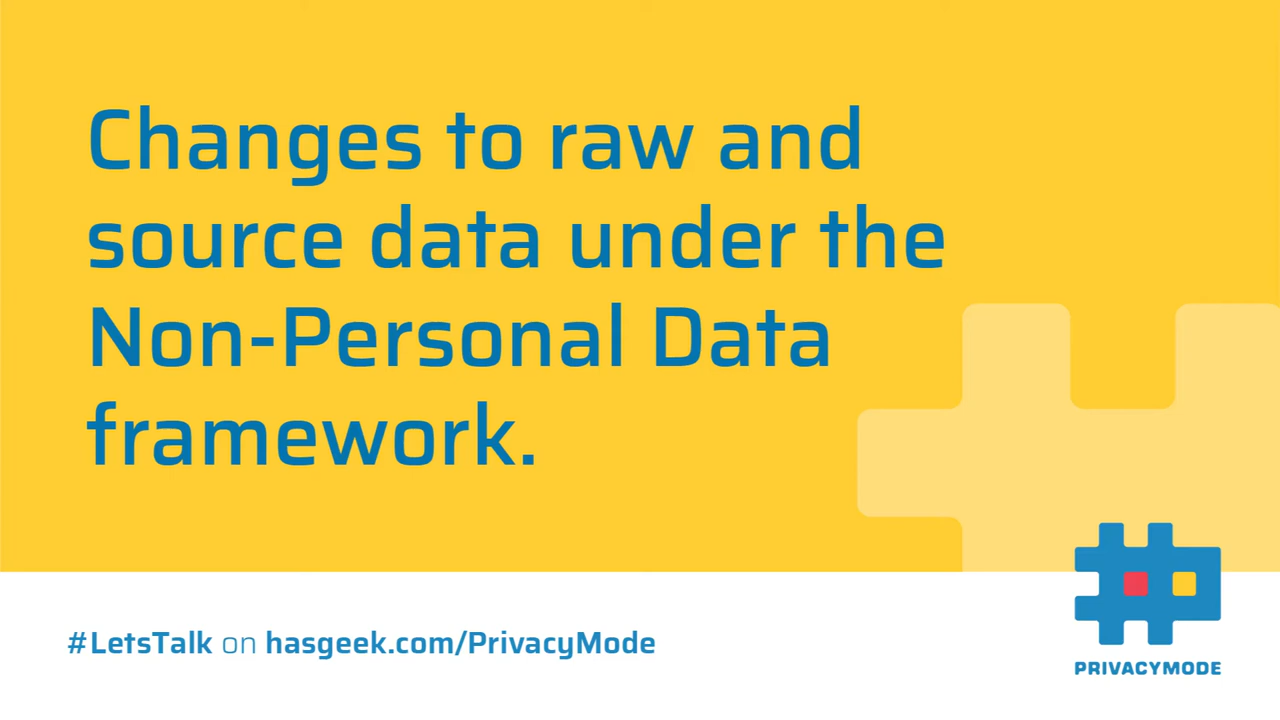 Changes to raw and
source data under the
Non-Personal Data
framework.
#LetsTalk on hasgeek.com/PrivacyMode
PRIVACYMODE